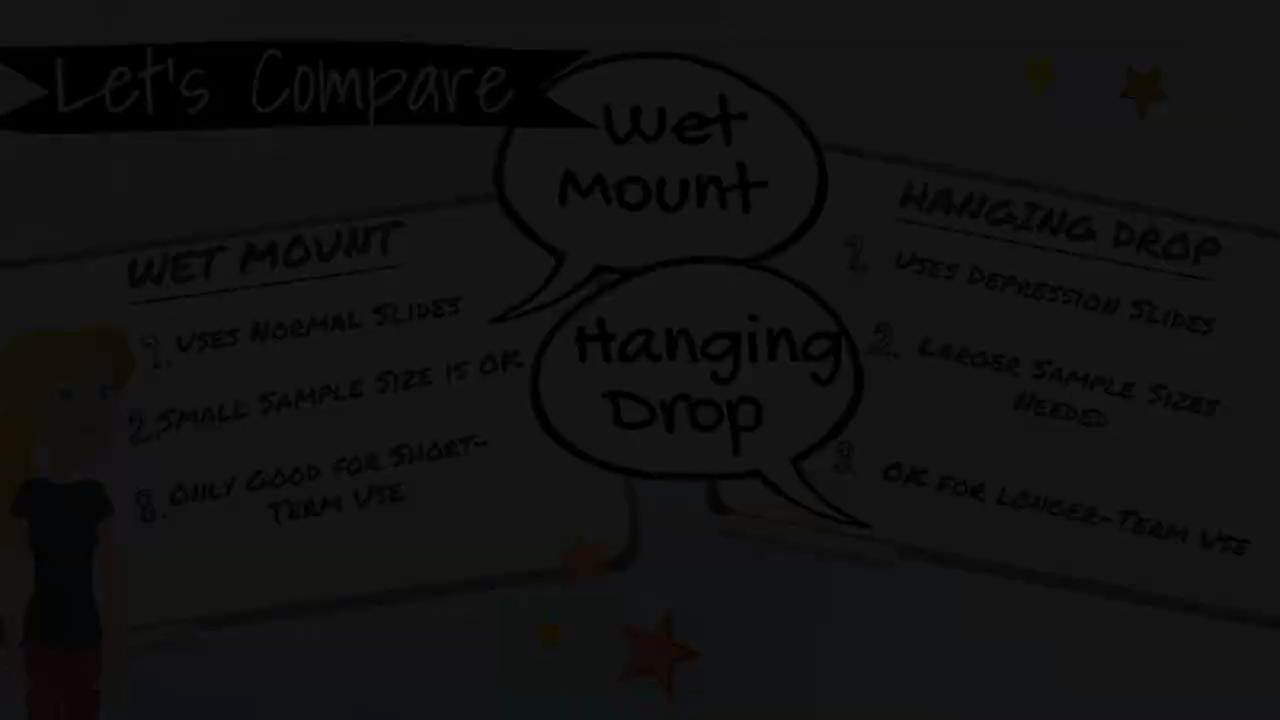 Let's Compare
Wet
Mount
Hanging
Drop
WET MOUNT
1. USES NORMAL SLIDES
2. SMALL SAMPLE SIZE IS OK
3. ONLY GOOD FOR SHORT-
TERM USE
HANGING DROP
1. USES DEPRESSION SLIDES
2. LARGER SAMPLE SIZES
NEEDED
3. OK FOR LONGER-TERM USE